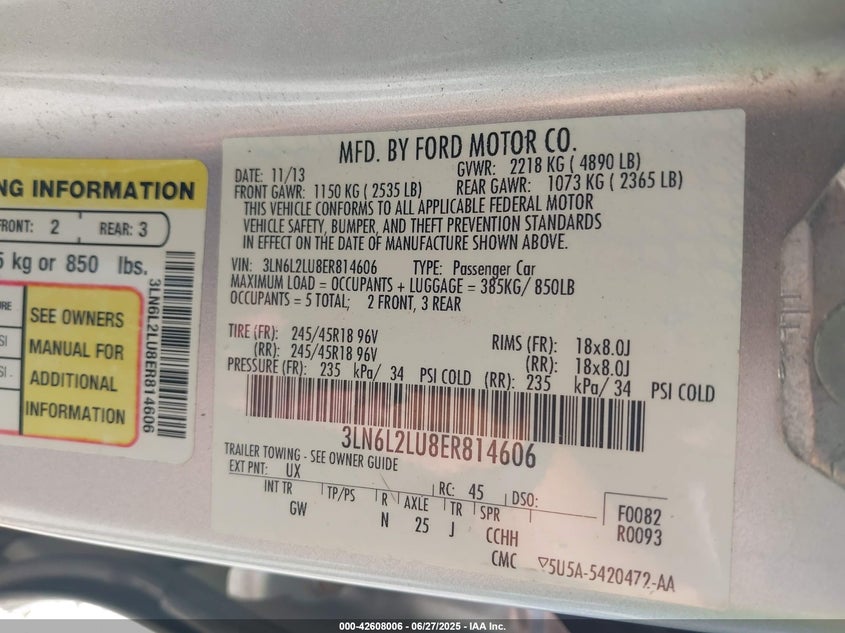 MFD. BY FORD MOTOR CO.
DATE: 11/13 GVWR: 2218 KG ( 4890 LB)
FRONT GAWR: 1150 KG ( 2535 LB) REAR GAWR: 1073 KG ( 2365 LB)
THIS VEHICLE CONFORMS TO ALL APPLICABLE FEDERAL MOTOR
VEHICLE SAFETY, BUMPER, AND THEFT PREVENTION STANDARDS
IN EFFECT ON THE DATE OF MANUFACTURE SHOWN ABOVE.
VIN: 3LN6L2LU8ER814606 TYPE: Passenger Car
MAXIMUM LOAD = OCCUPANTS + LUGGAGE = 385KG/ 850LB
OCCUPANTS = 5 TOTAL; 2 FRONT, 3 REAR
TIRE (FR): 245/45R18 96V RIMS (FR): 18x8.0J
(RR): 245/45R18 96V (RR): 18x8.0J
PRESSURE (FR): 235 kPa/ 34 PSI COLD (RR): 235 kPa/ 34 PSI COLD
3LN6L2LU8ER814606
TRAILER TOWING - SEE OWNER GUIDE
EXT PNT: UX RC: 45 DSO: F0082
INT TR TP/PS R AXLE TR SPR R0093
GW N 25 J CCHH
CMC ▽5U5A-5420472-AA
NG INFORMATION
FRONT: 2 REAR: 3
5 kg or 850 lbs.
SEE OWNERS
MANUAL FOR
ADDITIONAL
INFORMATION
3LN6L2LU8ER814606
000-42608006 - 06/27/2025 - IAA Inc.